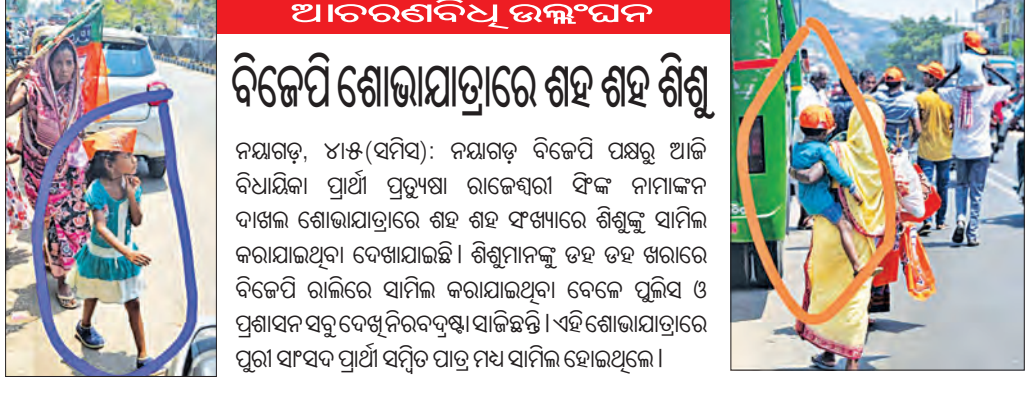 ଆଚରଣବିଧି ଉଲ୍ଲଂଘନ
ବିଜେପି ଶୋଭାଯାତ୍ରାରେ ଶହ ଶହ ଶିଶୁ
ନୟାଗଡ଼, ୪।୫(ସମିସ): ନୟାଗଡ଼ ବିଜେପି ପକ୍ଷରୁ ଆଜି
ବିଧାୟିକା ପ୍ରାର୍ଥୀ ପ୍ରତ୍ୟୁଷା ରାଜେଶ୍ୱରୀ ସିଂଙ୍କ ନାମାଙ୍କନ
ଦାଖଲ ଶୋଭାଯାତ୍ରାରେ ଶହ ଶହ ସଂଖ୍ୟାରେ ଶିଶୁଙ୍କୁ ସାମିଲ
କରାଯାଇଥିବା ଦେଖାଯାଇଛି। ଶିଶୁମାନଙ୍କୁ ଡହ ଡହ ଖରାରେ
ବିଜେପି ରାଲିରେ ସାମିଲ କରାଯାଇଥିବା ବେଳେ ପୁଲିସ ଓ
ପ୍ରଶାସନ ସବୁ ଦେଖି ନିରବଦ୍ରଷ୍ଟା ସାଜିଛନ୍ତି। ଏହି ଶୋଭାଯାତ୍ରାରେ
ପୁରୀ ସାଂସଦ ପ୍ରାର୍ଥୀ ସମ୍ବିତ ପାତ୍ର ମଧ୍ୟ ସାମିଲ ହୋଇଥିଲେ।